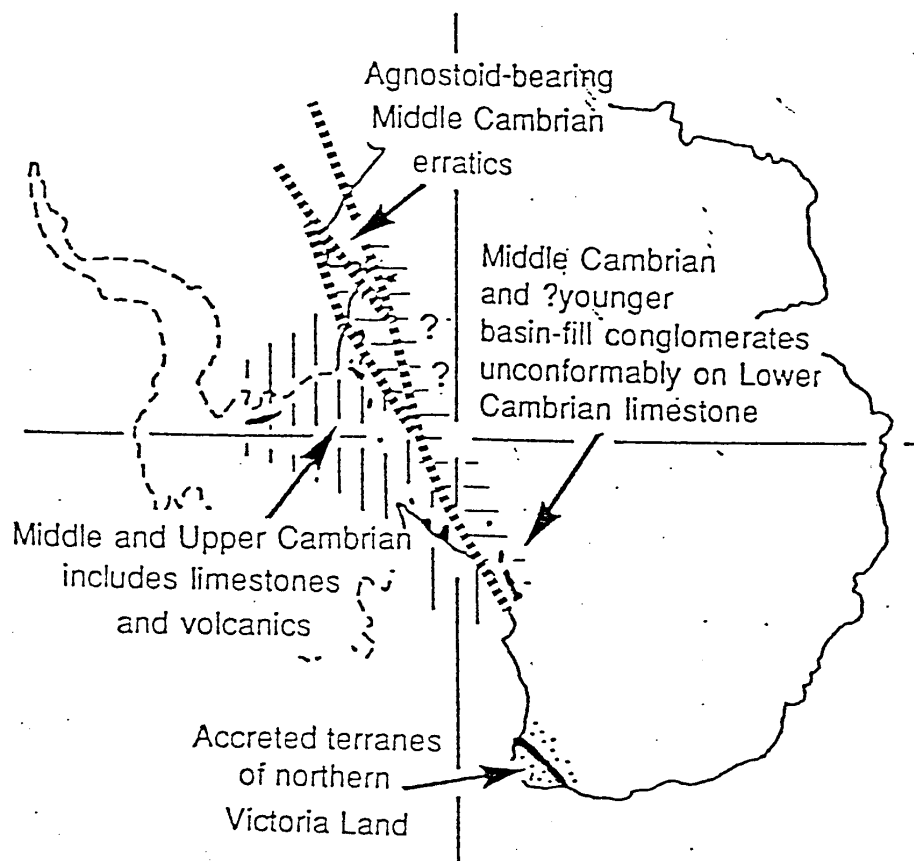 Agnostoid-bearing
Middle Cambrian
erratics
Middle Cambrian
and ?younger
basin-fill conglomerates
unconformably on Lower
Cambrian limestone
?
?
Middle and Upper Cambrian
includes limestones
and volcanics
Accreted terranes
of northern
Victoria Land